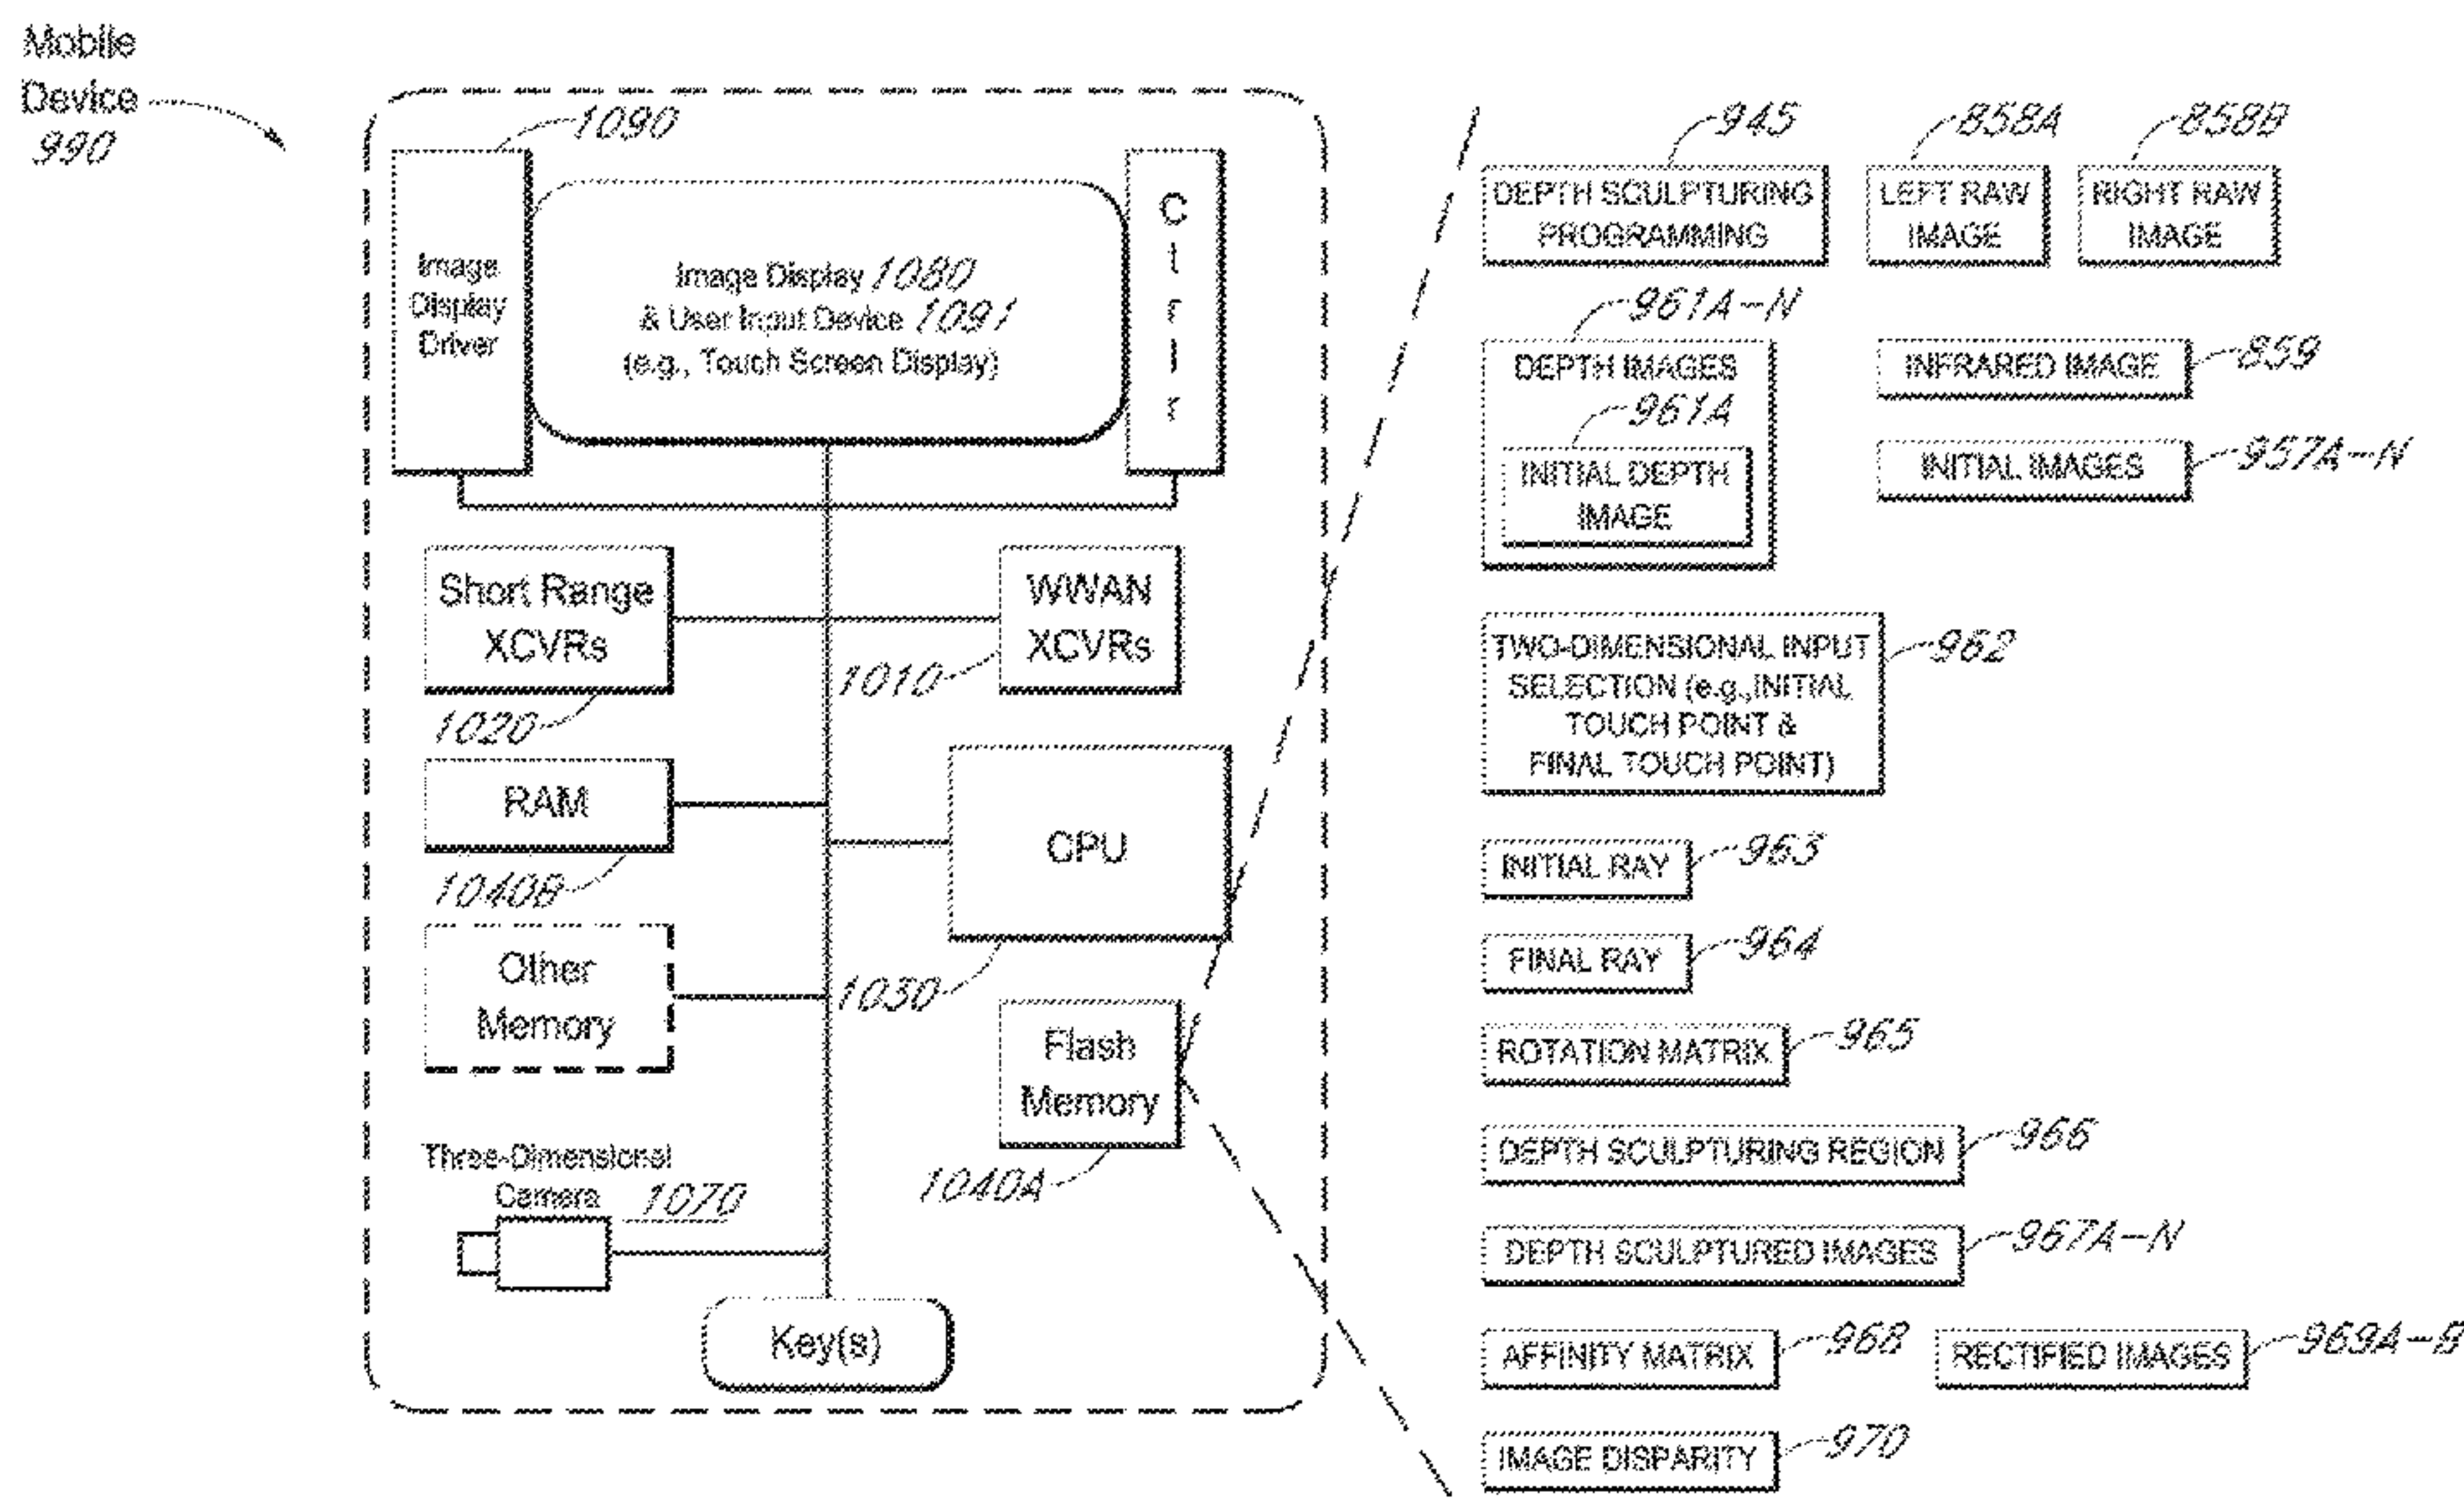 Mobile
Device
990
1090
Image
Display
Driver
Image Display 1080
& User Input Device 1091
(e.g., Touch Screen Display)
C
t
r
l
r
Short Range
XCVRs
1020
WWAN
XCVRs
1010
RAM
1040B
CPU
1030
Other
Memory
Flash
Memory
1040A
Three-Dimensional
Camera 1070
Key(s)
945
DEPTH SCULPTURING
PROGRAMMING
858A
LEFT RAW
IMAGE
858B
RIGHT RAW
IMAGE
961A-N
DEPTH IMAGES
961A
INITIAL DEPTH
IMAGE
INFRARED IMAGE 859
INITIAL IMAGES 957A-N
TWO-DIMENSIONAL INPUT 962
SELECTION (e.g.,INITIAL
TOUCH POINT &
FINAL TOUCH POINT)
INITIAL RAY 963
FINAL RAY 964
ROTATION MATRIX 965
DEPTH SCULPTURING REGION 966
DEPTH SCULPTURED IMAGES 967A-N
AFFINITY MATRIX 968
RECTIFIED IMAGES 969A-B
IMAGE DISPARITY 970